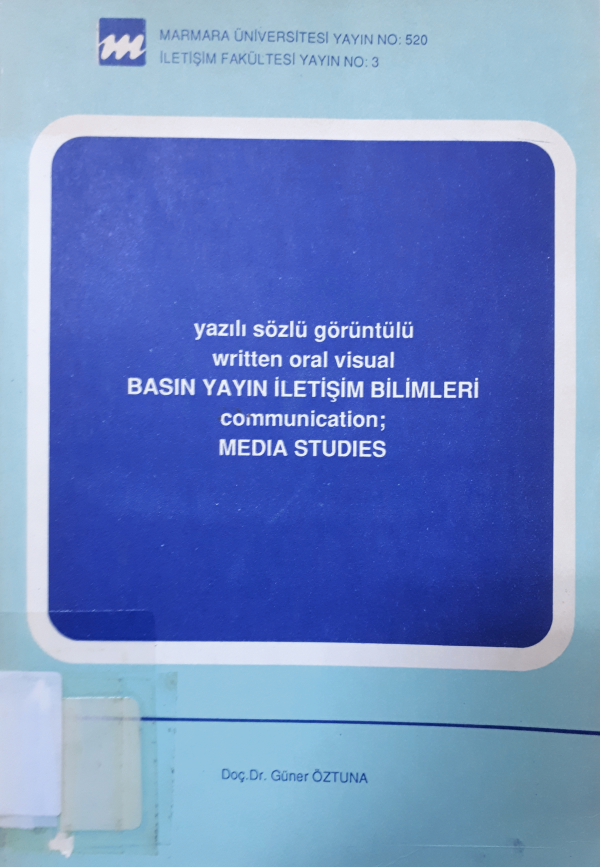 m
MARMARA ÜNİVERSİTESİ YAYIN NO: 520
İLETİŞİM FAKÜLTESİ YAYIN NO: 3
yazılı sözlü görüntülü
written oral visual
BASIN YAYIN İLETİŞİM BİLİMLERİ
communication;
MEDIA STUDIES
Doç.Dr. Güner ÖZTUNA